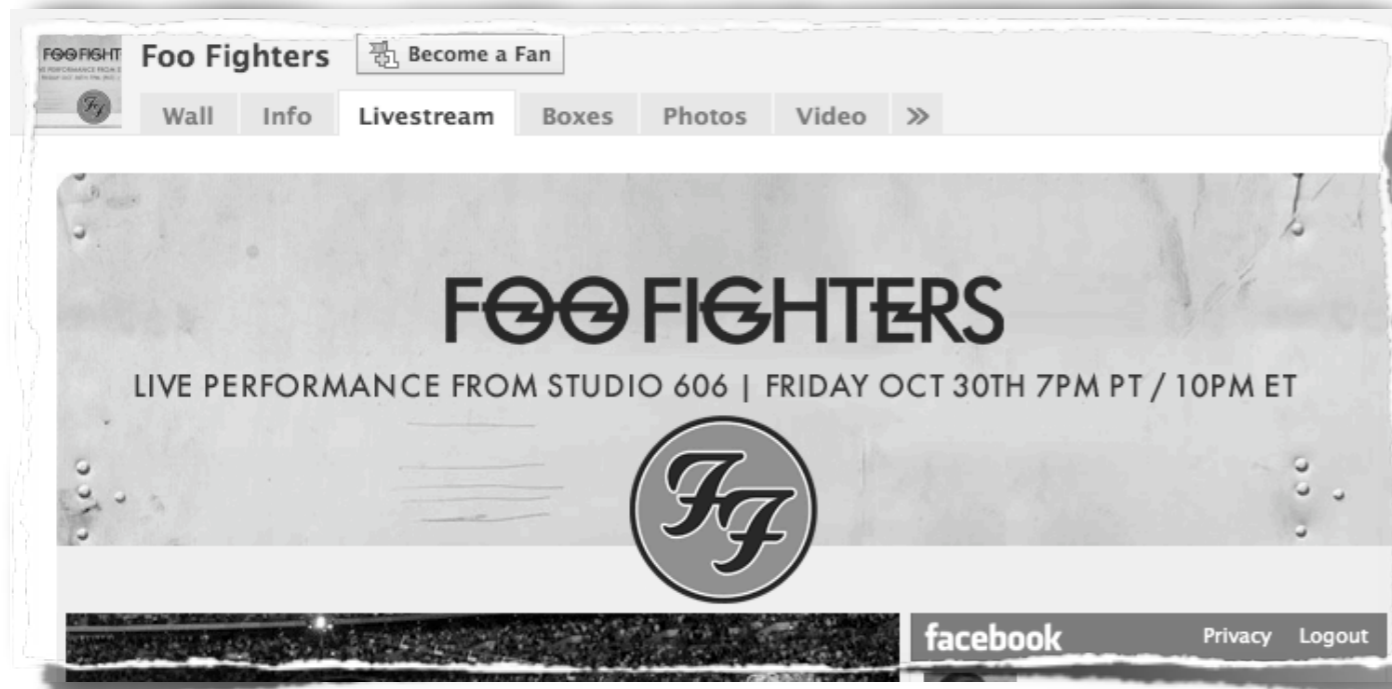 FOO FIGHT
Foo Fighters
Become a Fan
Wall Info Livestream Boxes Photos Video »
FOO FIGHTERS
LIVE PERFORMANCE FROM STUDIO 606 | FRIDAY OCT 30TH 7PM PT / 10PM ET
FF
facebook Privacy Logout